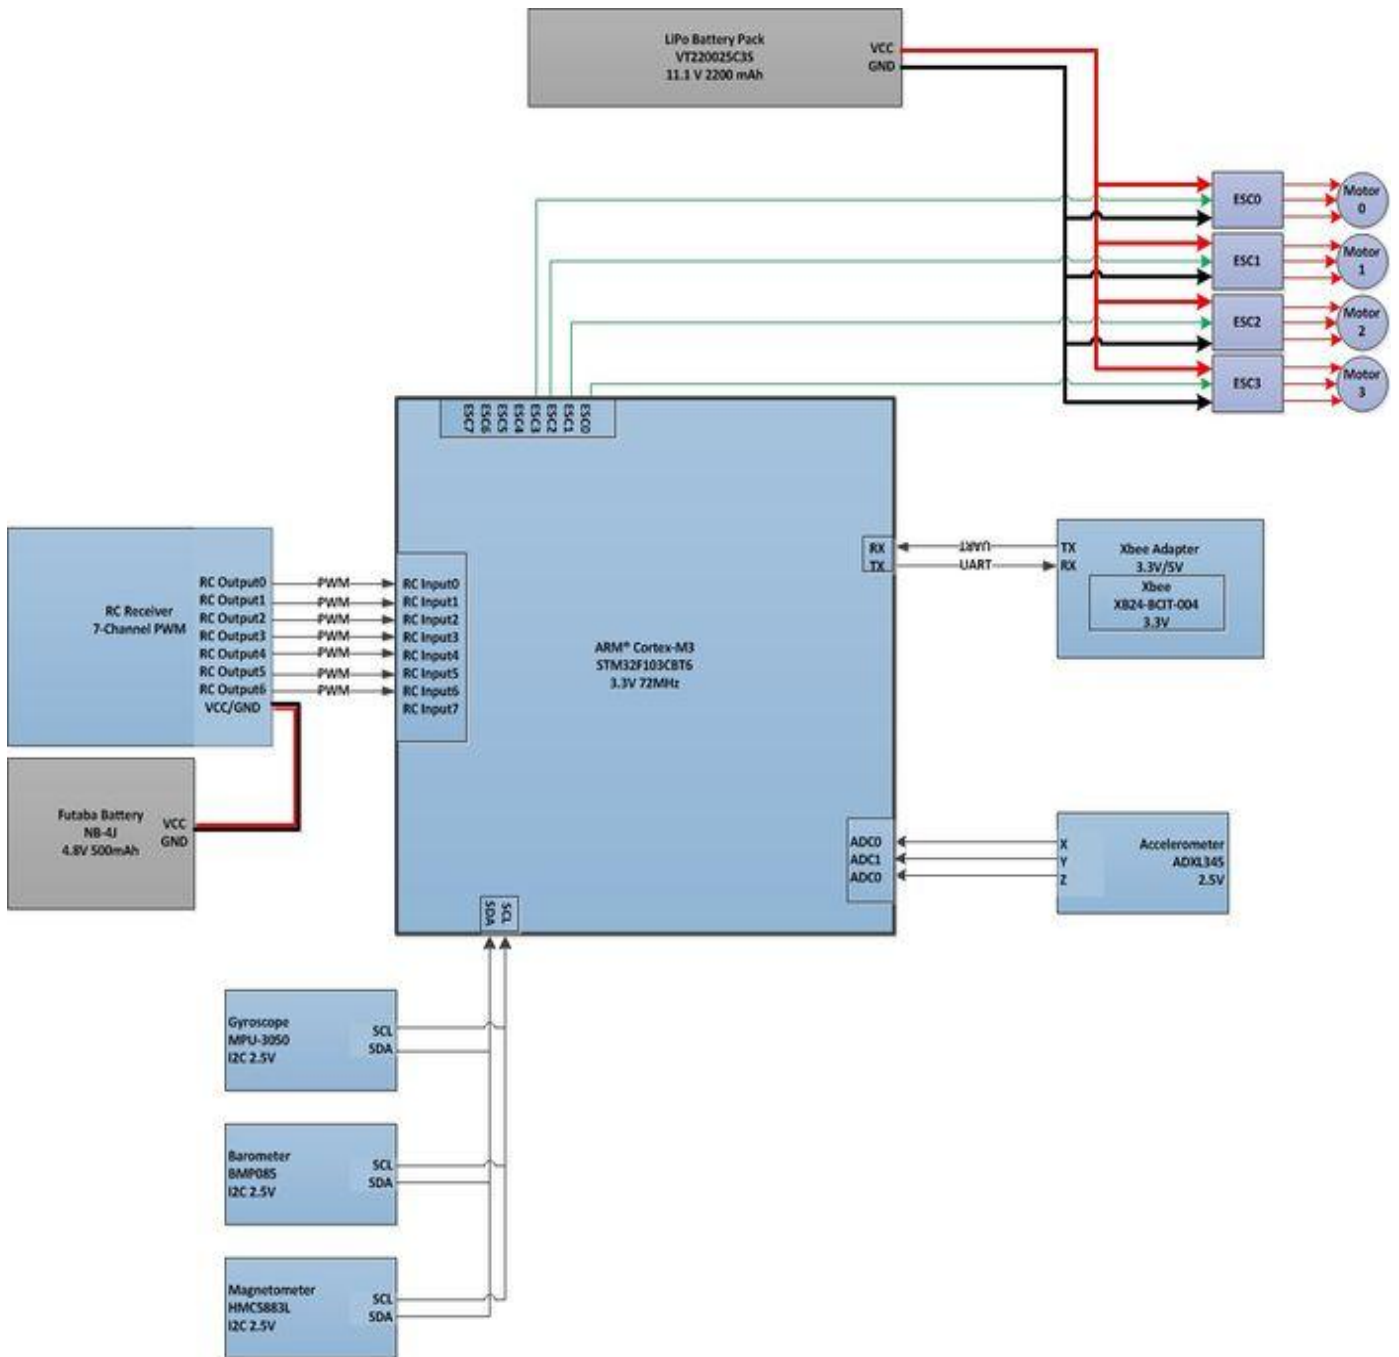 LiPo Battery Pack
VT220025C3S
11.1 V 2200 mAh
VCC
GND
ESC0
Motor
0
ESC1
Motor
1
ESC2
Motor
2
ESC3
Motor
3
ESC7
ESC6
ESC5
ESC4
ESC3
ESC2
ESC1
ESC0
RC Receiver
7-Channel PWM
RC Output0
RC Output1
RC Output2
RC Output3
RC Output4
RC Output5
RC Output6
VCC/GND
PWM
PWM
PWM
PWM
PWM
PWM
PWM
RC Input0
RC Input1
RC Input2
RC Input3
RC Input4
RC Input5
RC Input6
RC Input7
ARM® Cortex-M3
STM32F103CBT6
3.3V 72MHz
RX
TX
UART
UART
TX
RX
Xbee Adapter
3.3V/5V
Xbee
XB24-BCIT-004
3.3V
Futaba Battery
NB-4J
4.8V 500mAh
VCC
GND
ADC0
ADC1
ADC0
X
Y
Z
Accelerometer
ADXL345
2.5V
SDA
SCL
Gyroscope
MPU-3050
I2C 2.5V
SCL
SDA
Barometer
BMP085
I2C 2.5V
SCL
SDA
Magnetometer
HMC5883L
I2C 2.5V
SCL
SDA